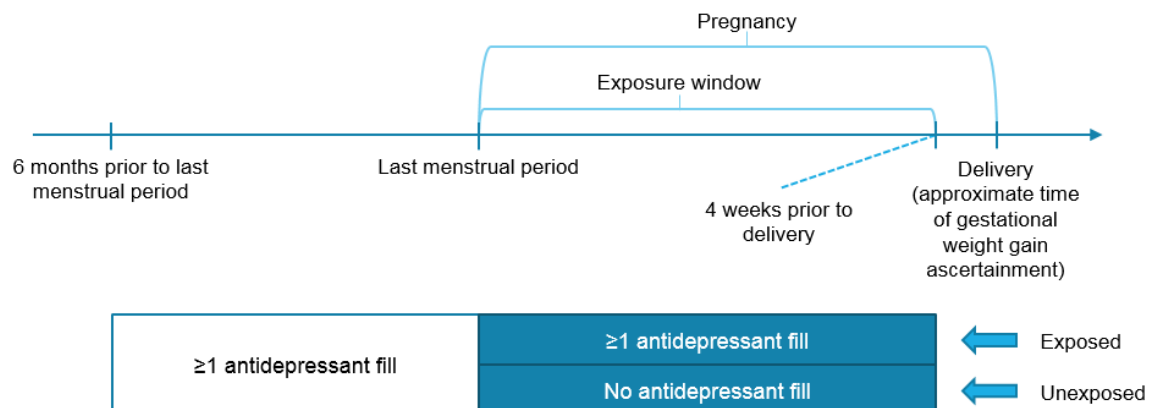 Pregnancy
Exposure window
6 months prior to last
menstrual period
Last menstrual period
4 weeks prior to
delivery
Delivery
(approximate time
of gestational
weight gain
ascertainment)
≥1 antidepressant fill
≥1 antidepressant fill
Exposed
No antidepressant fill
Unexposed